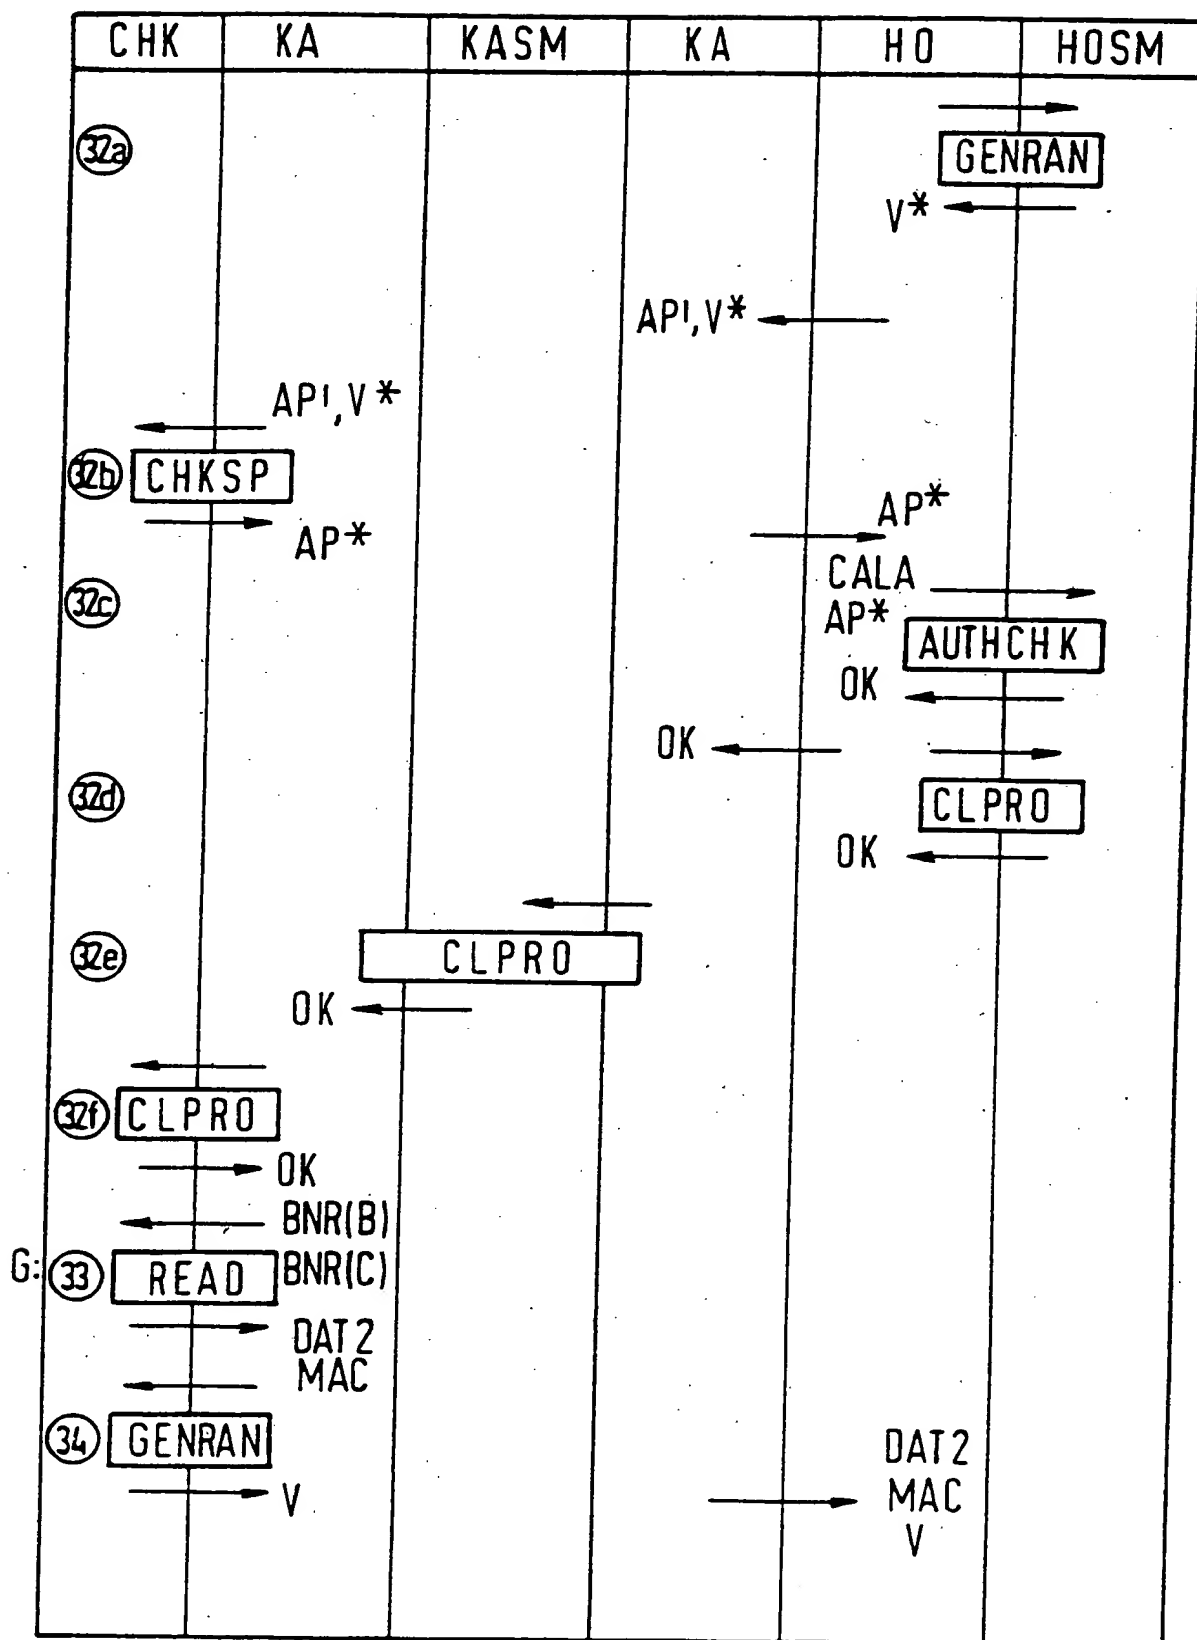 CHK KA KASM KA HO HOSM
32a
GENRAN
V*
AP',V*
AP',V*
32b CHKSP
AP*
AP*
CALA
32c
AP*
AUTHCHK
OK
OK
32d
CLPRO
OK
32e CLPRO
OK
32f CLPRO
OK
BNR(B)
G: 33 READ BNR(C)
DAT2
MAC
34 GENRAN
V
DAT2
MAC
V